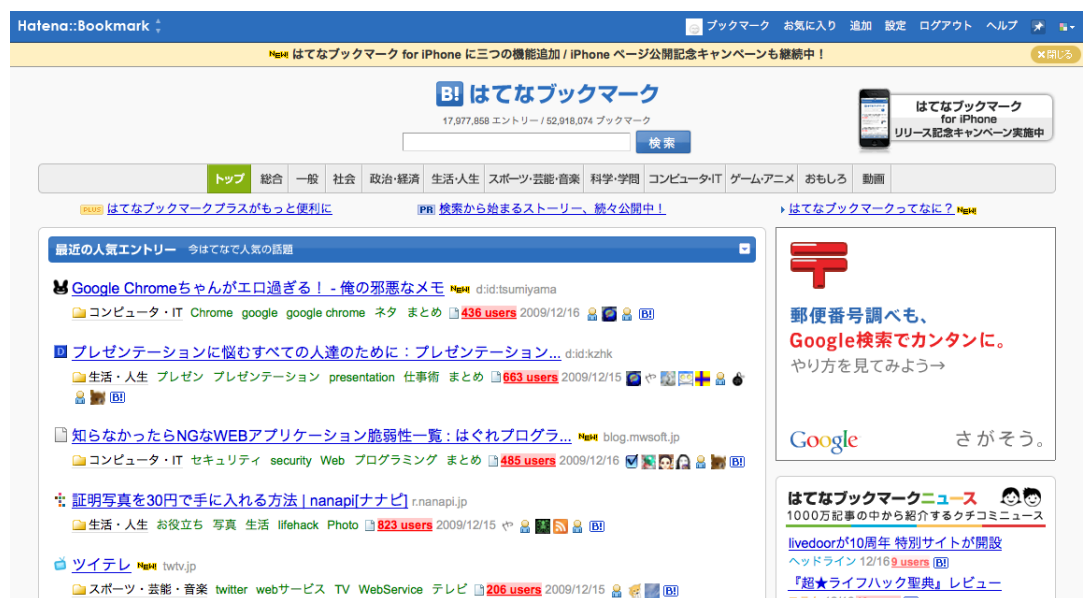 Hatena::Bookmark
ブックマーク お気に入り 追加 設定 ログアウト ヘルプ
NEW! はてなブックマーク for iPhone に三つの機能追加 / iPhone ページ公開記念キャンペーンも継続中！
×閉じる
B! はてなブックマーク
17,977,858 エントリー / 52,918,074 ブックマーク
検索
はてなブックマーク
for iPhone
リリース記念キャンペーン実施中
トップ 総合 一般 社会 政治・経済 生活・人生 スポーツ・芸能・音楽 科学・学問 コンピュータ・IT ゲーム・アニメ おもしろ 動画
PLUS はてなブックマークプラスがもっと便利に
PR 検索から始まるストーリー、続々公開中！
はてなブックマークってなに？ NEW!
最近の人気エントリー 今はてなで人気の話題
Google Chromeちゃんがエロ過ぎる！ - 俺の邪悪なメモ NEW! d:id:tsumiyama
コンピュータ・IT Chrome google google chrome ネタ まとめ 436 users 2009/12/16 B!
D プレゼンテーションに悩むすべての人達のために：プレゼンテーション... d:id:kzhk
生活・人生 プレゼン プレゼンテーション presentation 仕事術 まとめ 663 users 2009/12/15
B!
知らなかったらNGなWEBアプリケーション脆弱性一覧 : はぐれプログラ... NEW! blog.mwsoft.jp
コンピュータ・IT セキュリティ security Web プログラミング まとめ 485 users 2009/12/16 B!
証明写真を30円で手に入れる方法 | nanapi[ナナピ] r.nanapi.jp
生活・人生 お役立ち 写真 生活 lifehack Photo 823 users 2009/12/15 B!
ツイテレ NEW! twtv.jp
スポーツ・芸能・音楽 twitter webサービス TV WebService テレビ 206 users 2009/12/15 B!
郵便番号調べも、
Google検索でカンタンに。
やり方を見てみよう→
Google さがそう。
はてなブックマークニュース
1000万記事の中から紹介するクチコミニュース
livedoorが10周年 特別サイトが開設
ヘッドライン 12/16 9 users B!
『超★ライフハック聖典』レビュー